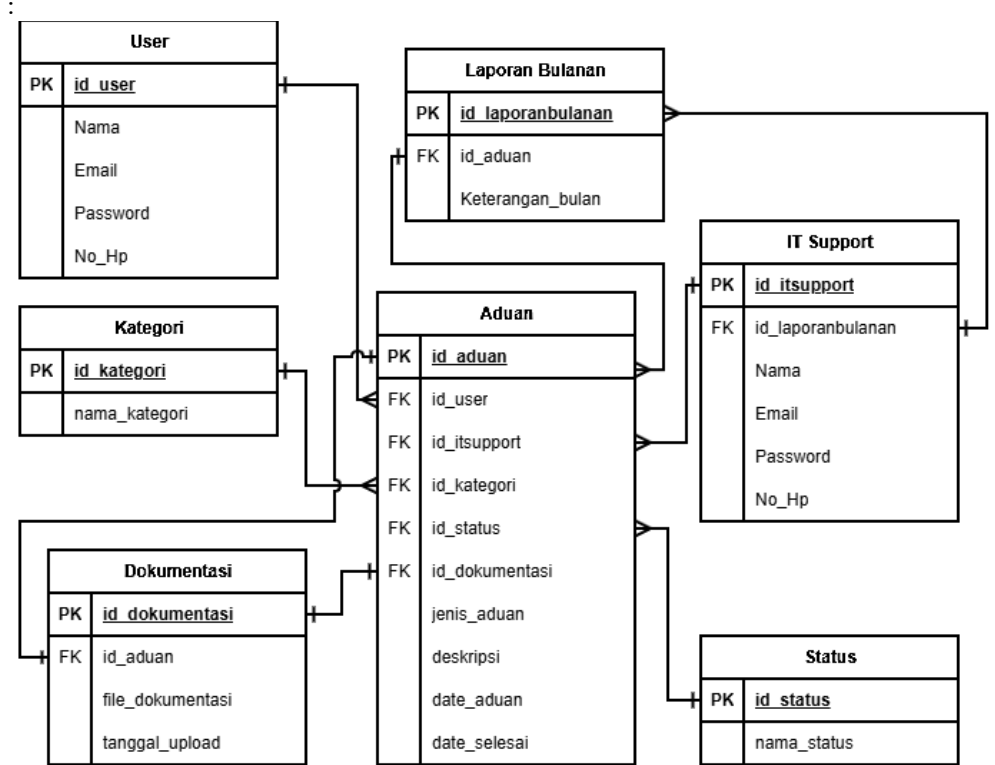 :
User
PK id_user
Nama
Email
Password
No_Hp
Laporan Bulanan
PK id_laporanbulanan
FK id_aduan
Keterangan_bulan
IT Support
PK id_itsupport
FK id_laporanbulanan
Nama
Email
Password
No_Hp
Kategori
PK id_kategori
nama_kategori
Aduan
PK id_aduan
FK id_user
FK id_itsupport
FK id_kategori
FK id_status
FK id_dokumentasi
jenis_aduan
deskripsi
date_aduan
date_selesai
Dokumentasi
PK id_dokumentasi
FK id_aduan
file_dokumentasi
tanggal_upload
Status
PK id_status
nama_status